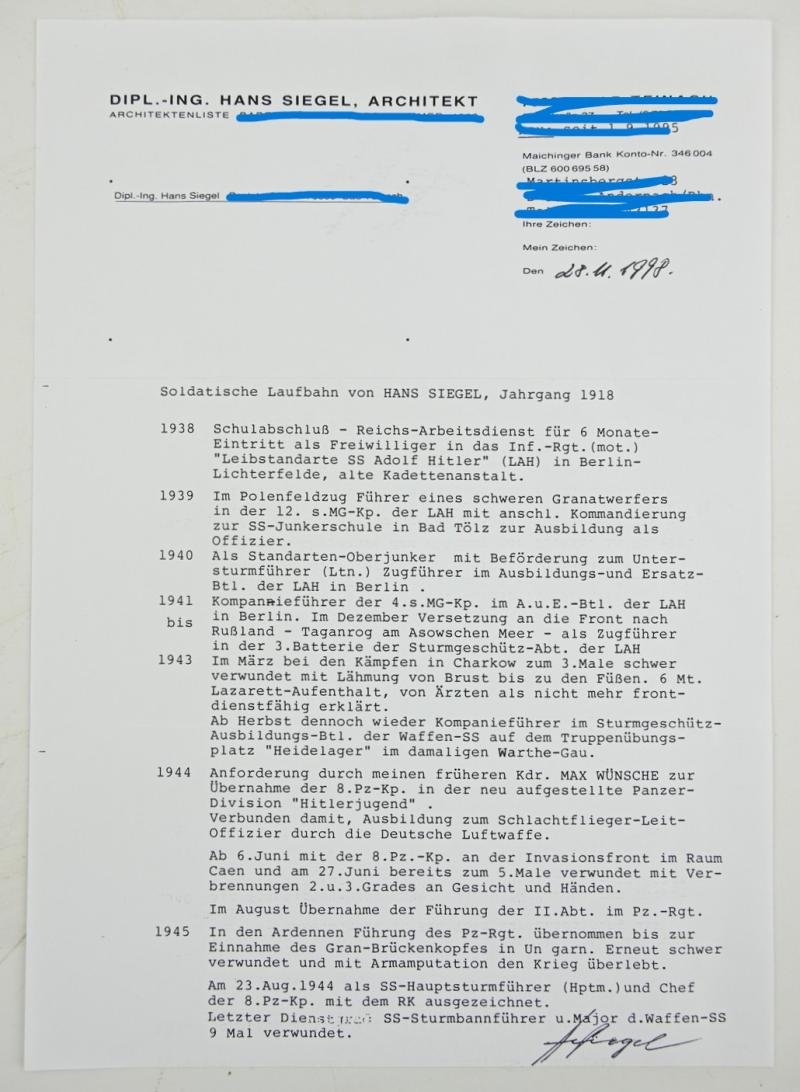 DIPL.-ING. HANS SIEGEL, ARCHITEKT
ARCHITEKTENLISTE
seit 1.9.1995
Maichinger Bank Konto-Nr. 346 004
(BLZ 600 695 58)
Dipl.-Ing. Hans Siegel
Ihre Zeichen:
Mein Zeichen:
Den 28.11.1998.
Soldatische Laufbahn von HANS SIEGEL, Jahrgang 1918
1938 Schulabschluß - Reichs-Arbeitsdienst für 6 Monate-
Eintritt als Freiwilliger in das Inf.-Rgt.(mot.)
"Leibstandarte SS Adolf Hitler" (LAH) in Berlin-
Lichterfelde, alte Kadettenanstalt.
1939 Im Polenfeldzug Führer eines schweren Granatwerfers
in der 12. s.MG-Kp. der LAH mit anschl. Kommandierung
zur SS-Junkerschule in Bad Tölz zur Ausbildung als
Offizier.
1940 Als Standarten-Oberjunker mit Beförderung zum Unter-
sturmführer (Ltn.) Zugführer im Ausbildungs-und Ersatz-
Btl. der LAH in Berlin .
1941 Kompannieführer der 4.s.MG-Kp. im A.u.E.-Btl. der LAH
bis in Berlin. Im Dezember Versetzung an die Front nach
Rußland - Taganrog am Asowschen Meer - als Zugführer
in der 3.Batterie der Sturmgeschütz-Abt. der LAH
1943 Im März bei den Kämpfen in Charkow zum 3.Male schwer
verwundet mit Lähmung von Brust bis zu den Füßen. 6 Mt.
Lazarett-Aufenthalt, von Ärzten als nicht mehr front-
dienstfähig erklärt.
Ab Herbst dennoch wieder Kompanieführer im Sturmgeschütz-
Ausbildungs-Btl. der Waffen-SS auf dem Truppenübungs-
platz "Heidelager" im damaligen Warthe-Gau.
1944 Anforderung durch meinen früheren Kdr. MAX WÜNSCHE zur
Übernahme der 8.Pz-Kp. in der neu aufgestellte Panzer-
Division "Hitlerjugend" .
Verbunden damit, Ausbildung zum Schlachtflieger-Leit-
Offizier durch die Deutsche Luftwaffe.
Ab 6.Juni mit der 8.Pz.-Kp. an der Invasionsfront im Raum
Caen und am 27.Juni bereits zum 5.Male verwundet mit Ver-
brennungen 2.u.3.Grades an Gesicht und Händen.
Im August Übernahme der Führung der II.Abt. im Pz.-Rgt.
1945 In den Ardennen Führung des Pz-Rgt. übernommen bis zur
Einnahme des Gran-Brückenkopfes in Un garn. Erneut schwer
verwundet und mit Armamputation den Krieg überlebt.
Am 23.Aug.1944 als SS-Hauptsturmführer (Hptm.)und Chef
der 8.Pz-Kp. mit dem RK ausgezeichnet.
Letzter Dienstgrad: SS-Sturmbannführer u.Major d.Waffen-SS
9 Mal verwundet.
HSiegel